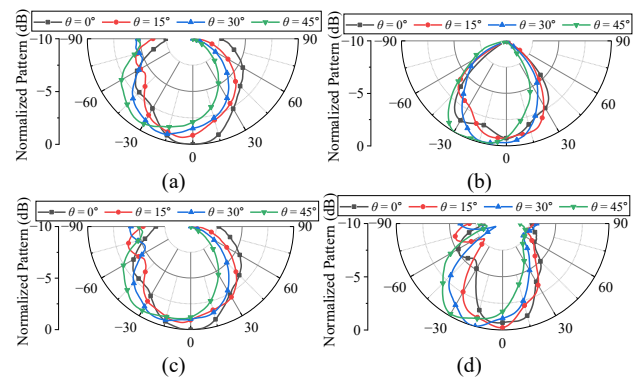 θ = 0° θ = 15° θ = 30° θ = 45°
Normalized Pattern (dB)
−10 −5 0
−90 −60 −30 0 30 60 90
(a)
θ = 0° θ = 15° θ = 30° θ = 45°
Normalized Pattern (dB)
−10 −5 0
−90 −60 −30 0 30 60 90
(b)
θ = 0° θ = 15° θ = 30° θ = 45°
Normalized Pattern (dB)
−10 −5 0
−90 −60 −30 0 30 60 90
(c)
θ = 0° θ = 15° θ = 30° θ = 45°
Normalized Pattern (dB)
−10 −5 0
−90 −60 −30 0 30 60 90
(d)